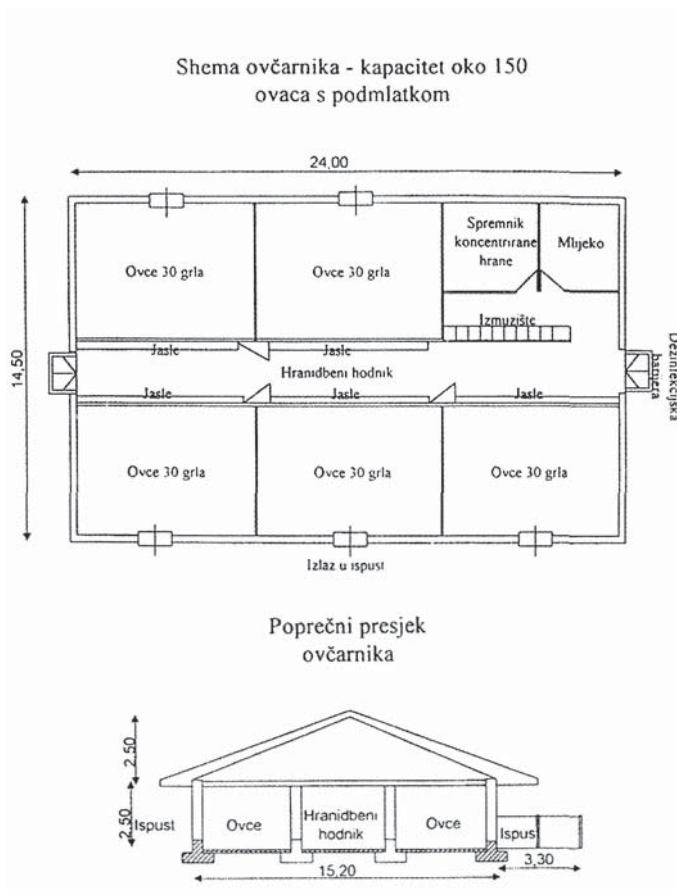 Shema ovčarnika - kapacitet oko 150
ovaca s podmlatkom
24,00
14,50
Ovce 30 grla
Ovce 30 grla
Spremnik
koncentrirane
hrane
Mlijeko
Izmuzište
Jasle
Jasle
Hranidbeni hodnik
Jasle
Jasle
Jasle
Dezinfekcijska
barijera
Ovce 30 grla
Ovce 30 grla
Ovce 30 grla
Izlaz u ispust
Poprečni presjek
ovčarnika
2,50
2,50
Ispust
Ovce
Hranidbeni
hodnik
Ovce
Ispust
15,20
3,30